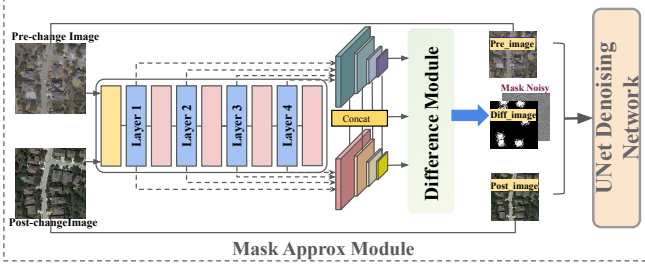 Pre-change Image
Post-changeImage
Layer 1
Layer 2
Layer 3
Layer 4
Concat
Difference Module
Pre_image
Mask Noisy
Diff_image
Post_image
UNet Denoising
Network
Mask Approx Module